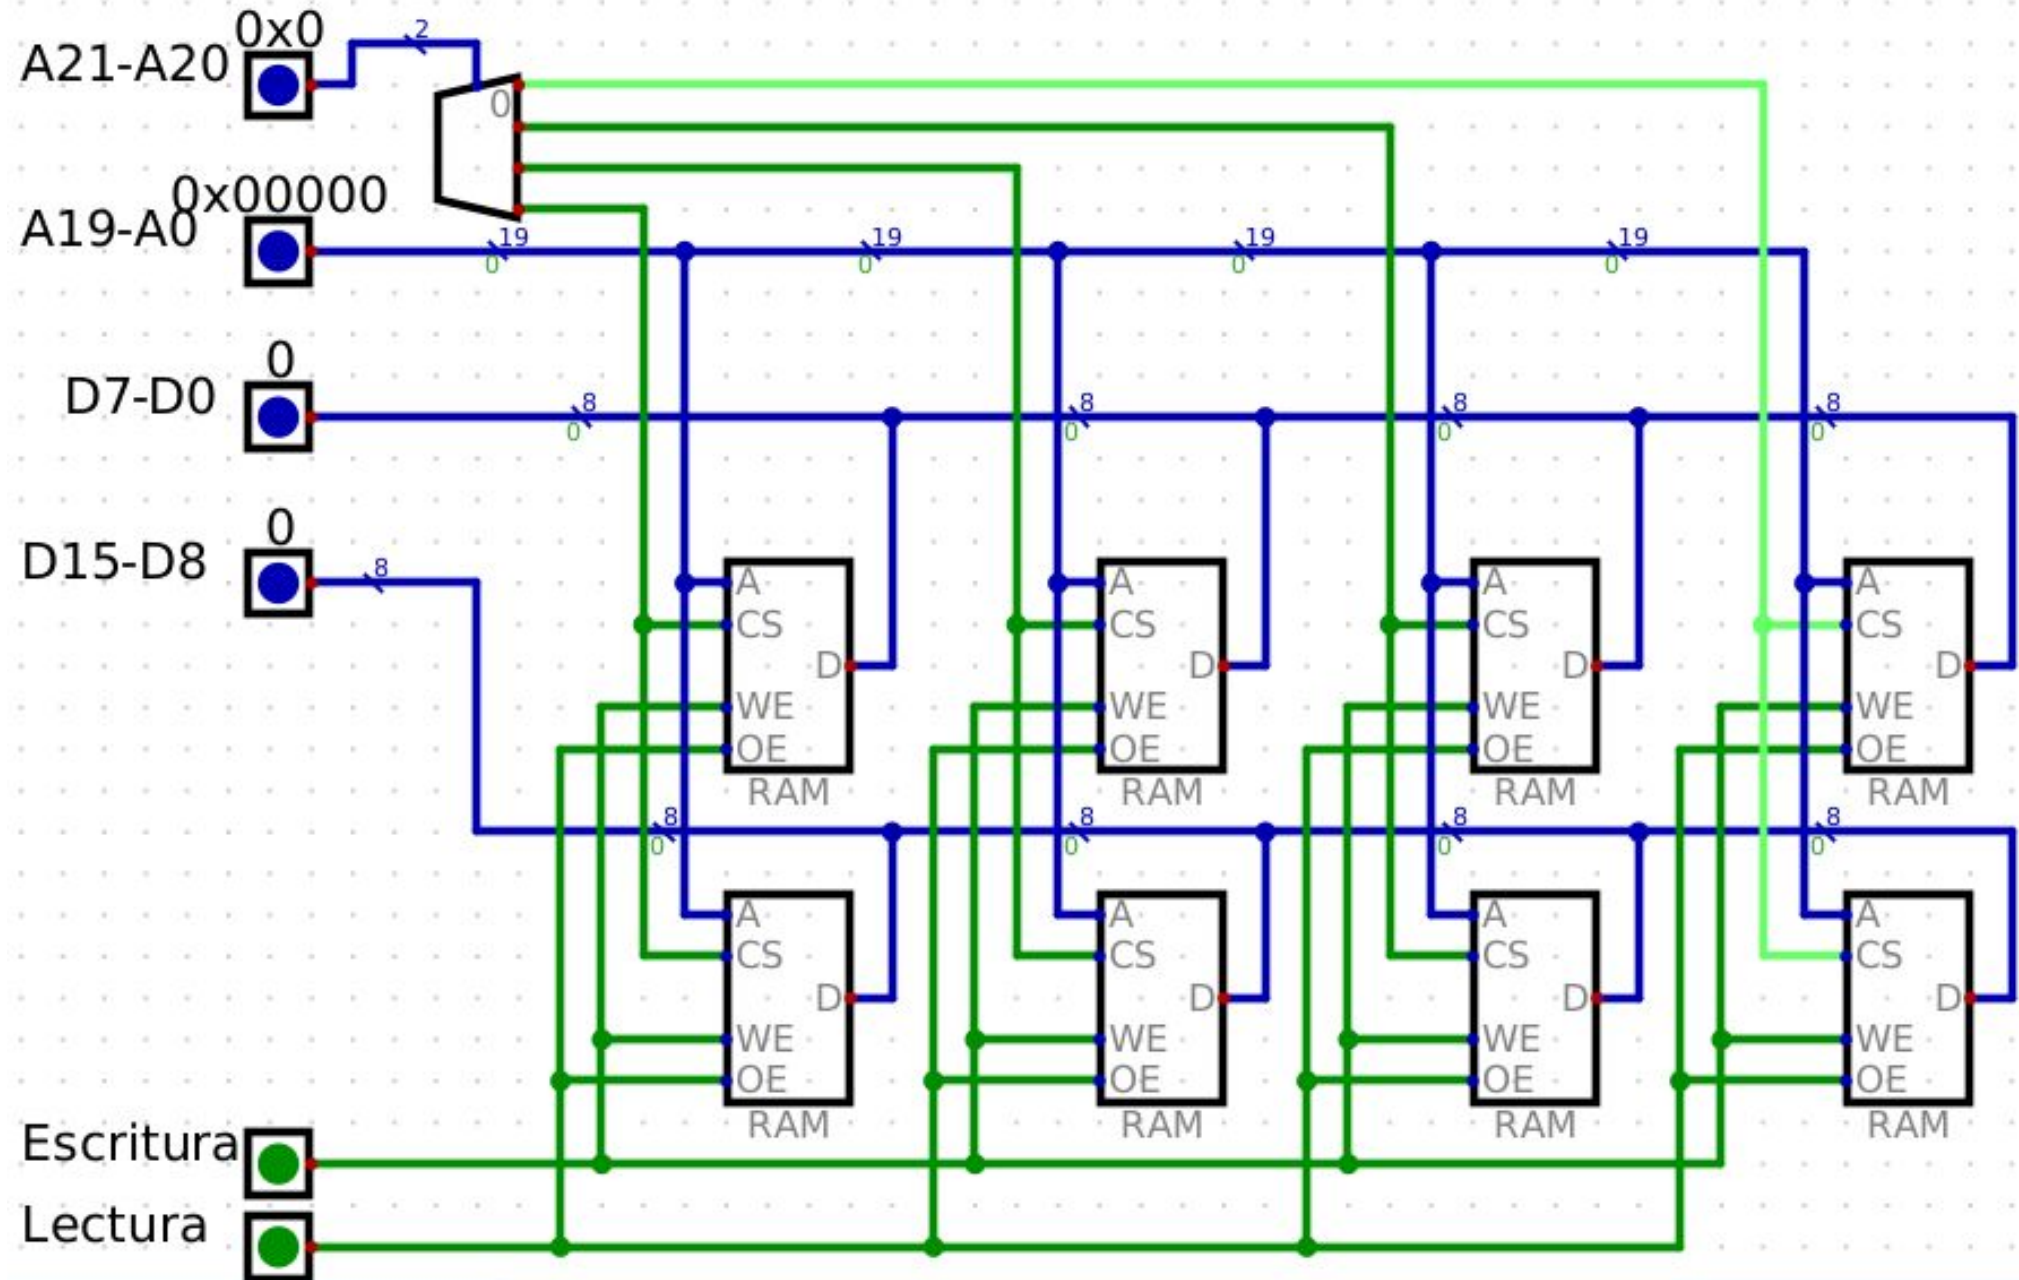 0x0
A21-A20
2
0
0x00000
A19-A0
19 19 19 19
0 0 0 0
0
D7-D0
8 8 8 8
0 0 0 0
0
D15-D8
8
A A A A
CS CS CS CS
D D D D
WE WE WE WE
OE OE OE OE
RAM RAM RAM RAM
8 8 8 8
0 0 0 0
A A A A
CS CS CS CS
D D D D
WE WE WE WE
OE OE OE OE
RAM RAM RAM RAM
Escritura
Lectura